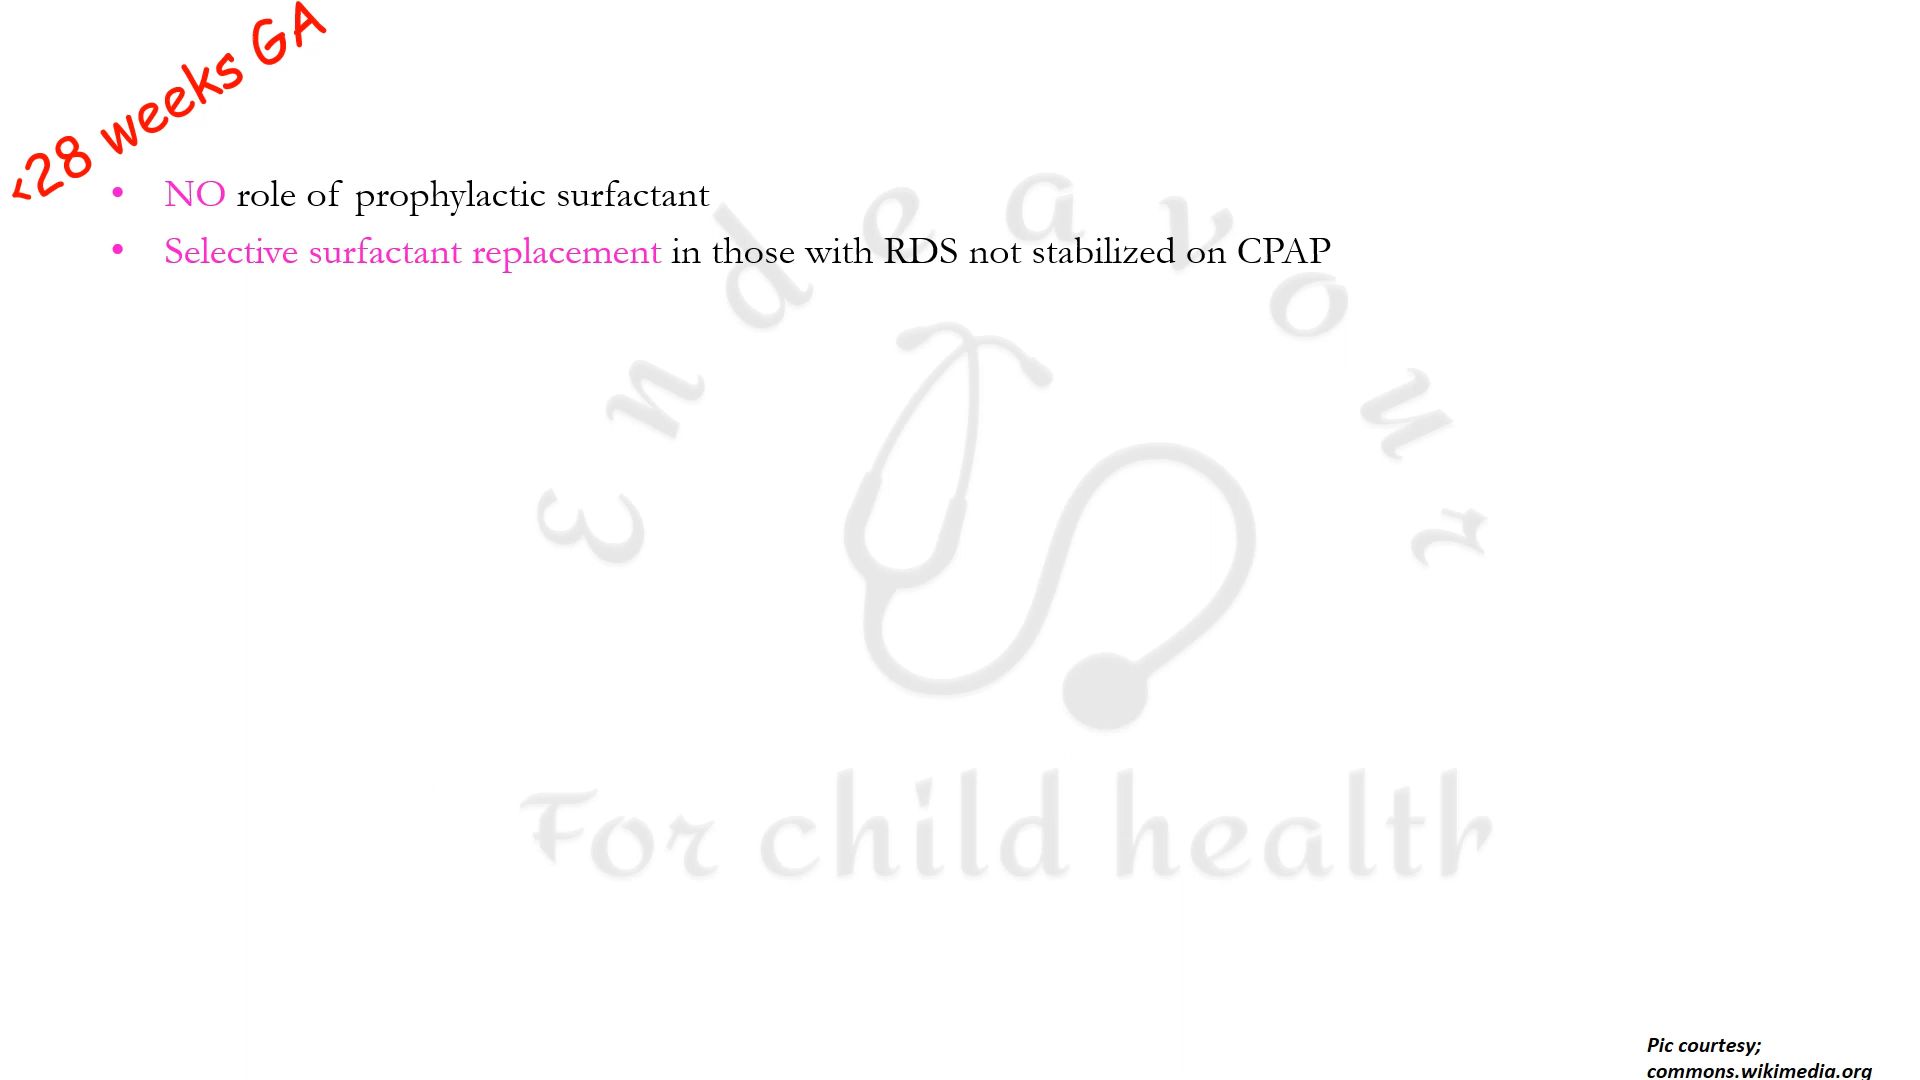 <28 weeks GA
• NO role of prophylactic surfactant
• Selective surfactant replacement in those with RDS not stabilized on CPAP
Endeavour
For child health
Pic courtesy;
commons.wikimedia.org